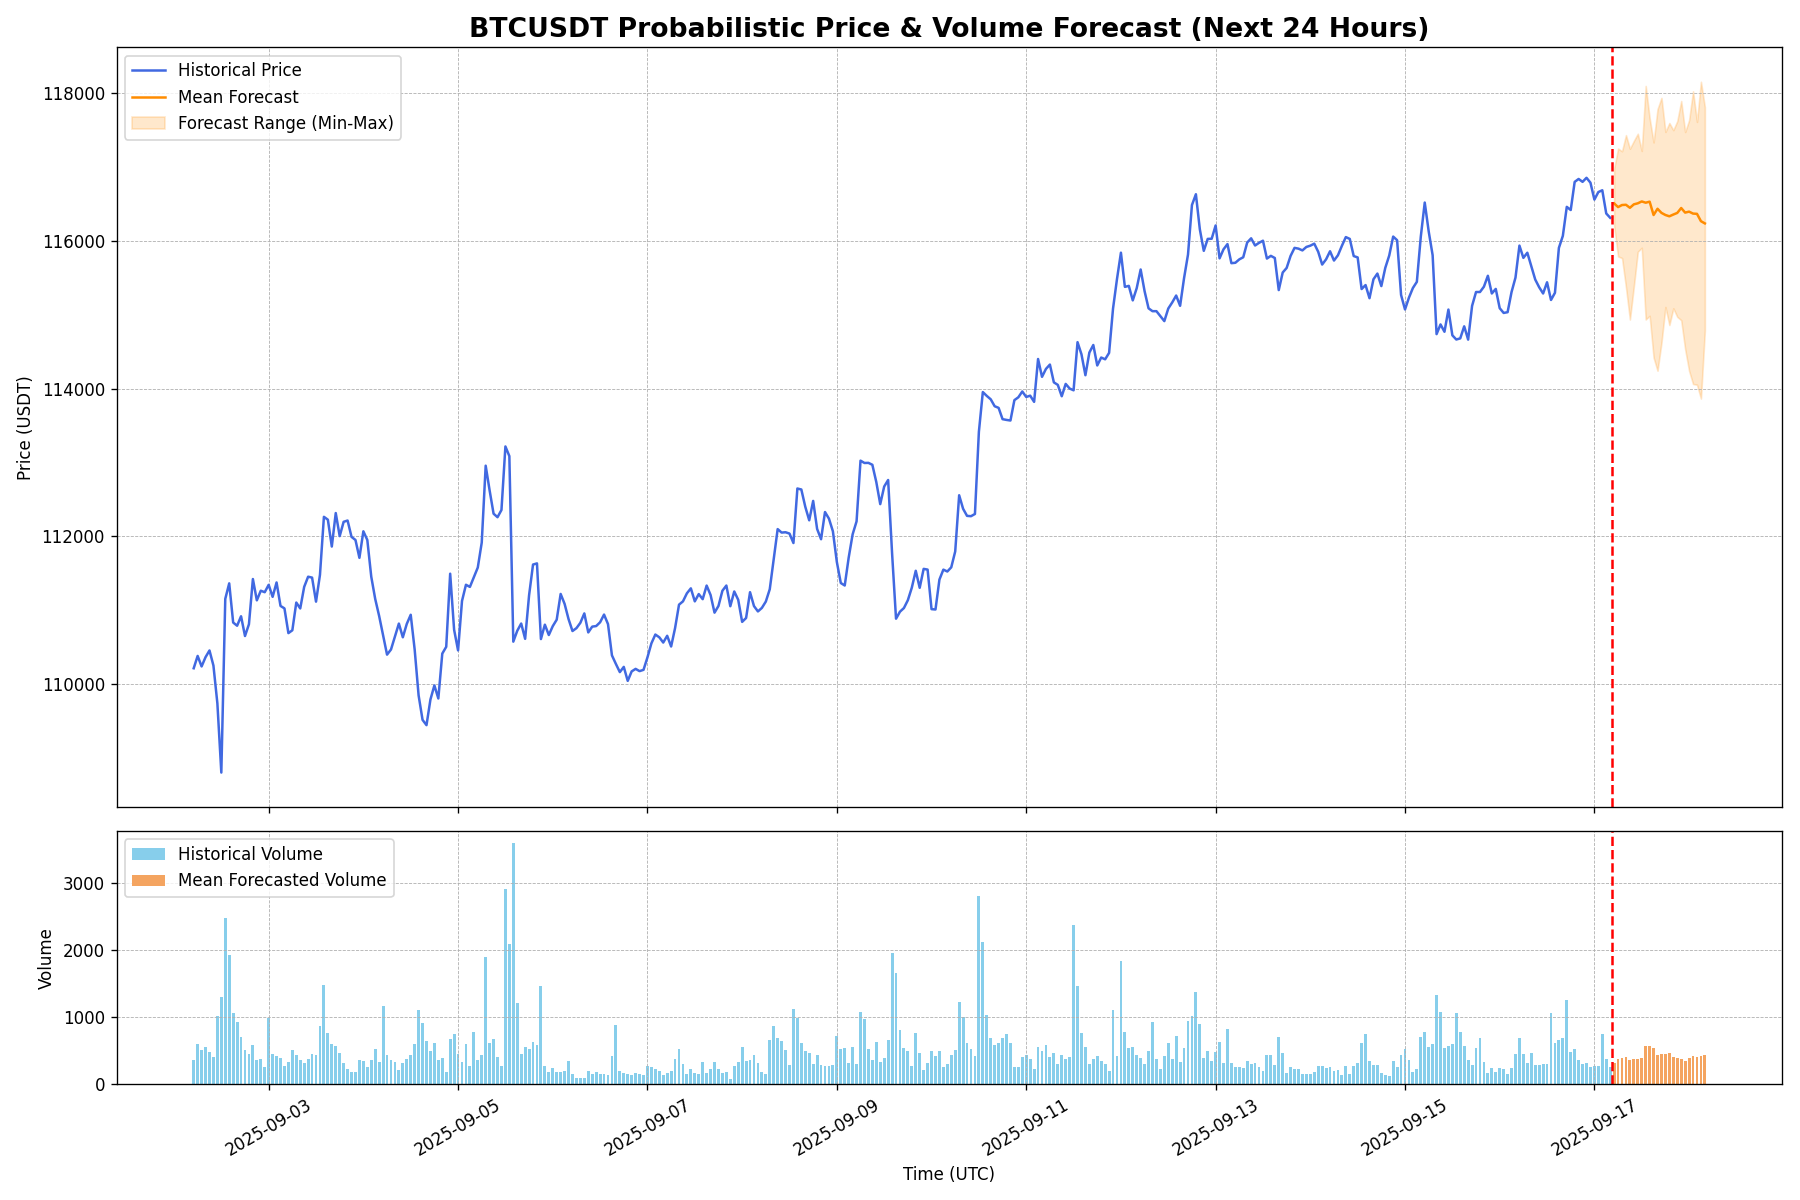 BTCUSDT Probabilistic Price & Volume Forecast (Next 24 Hours)
Historical Price
Mean Forecast
Forecast Range (Min-Max)
118000
116000
114000
112000
110000
Price (USDT)
Historical Volume
Mean Forecasted Volume
3000
2000
1000
0
Volume
2025-09-03
2025-09-05
2025-09-07
2025-09-09
2025-09-11
2025-09-13
2025-09-15
2025-09-17
Time (UTC)